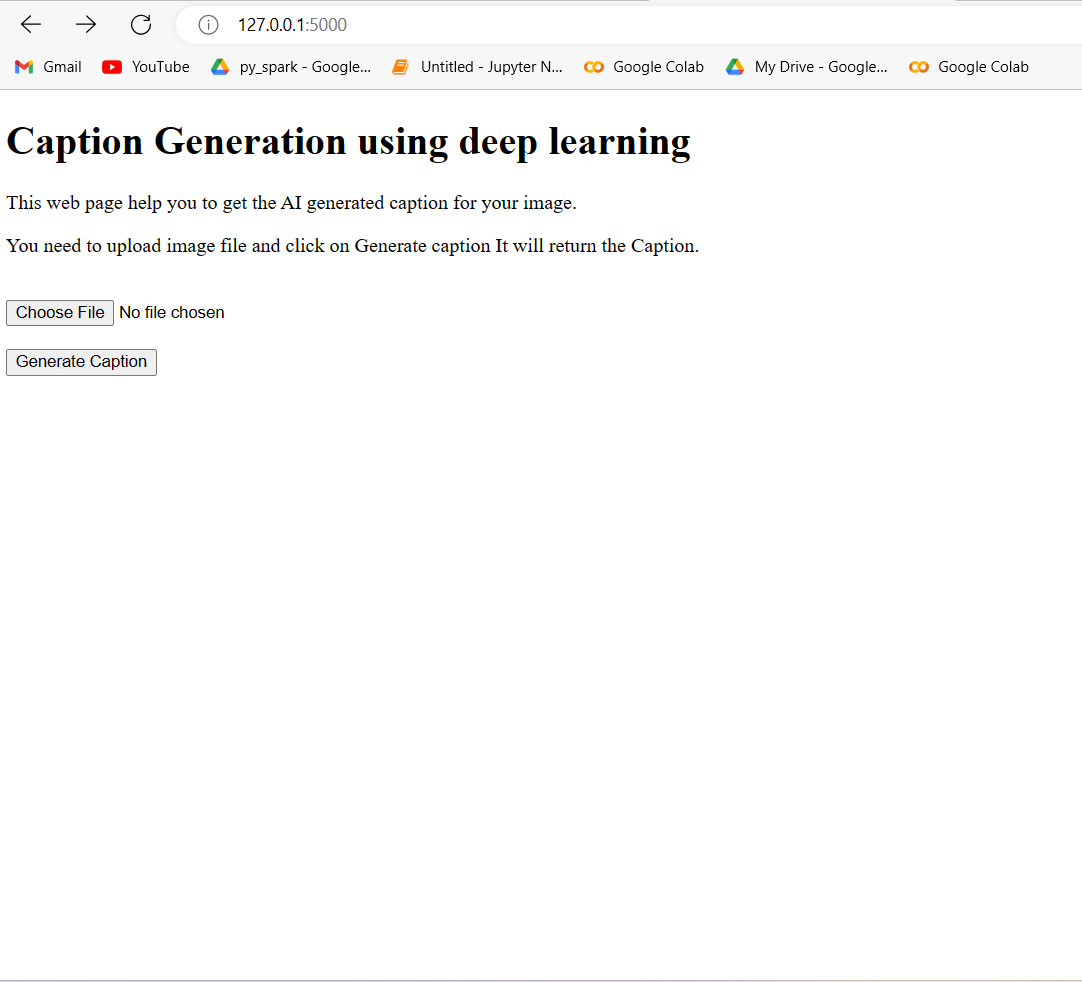 127.0.0.1:5000
Gmail YouTube py_spark - Google... Untitled - Jupyter N... Google Colab My Drive - Google... Google Colab
Caption Generation using deep learning
This web page help you to get the AI generated caption for your image.
You need to upload image file and click on Generate caption It will return the Caption.
Choose File No file chosen
Generate Caption